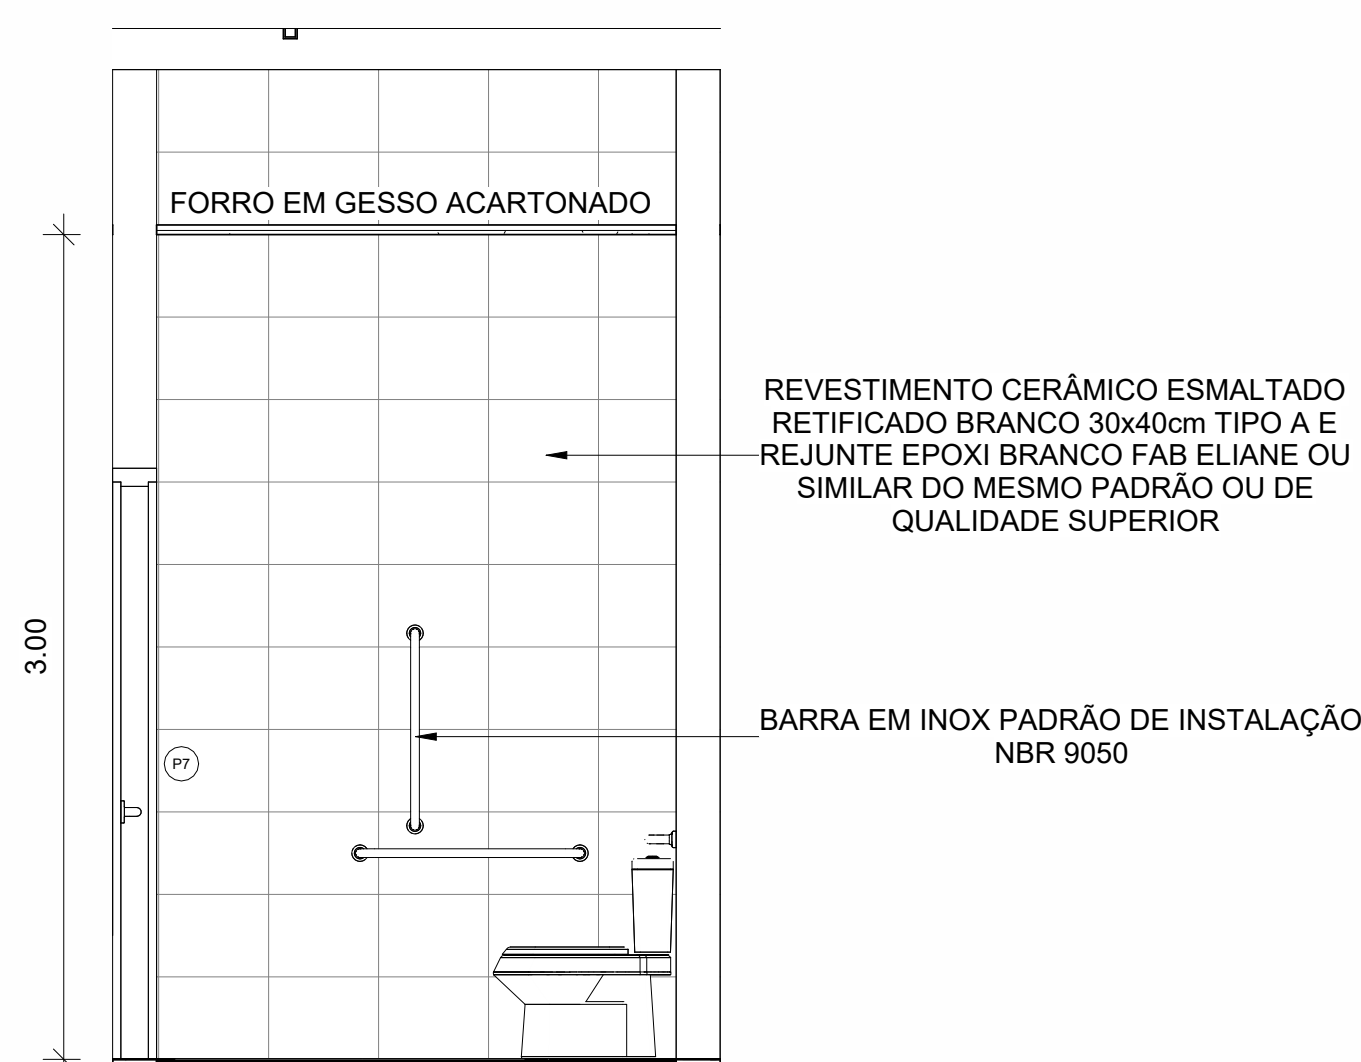 FORRO EM GESSO ACARTONADO
REVESTIMENTO CERÂMICO ESMALTADO
RETIFICADO BRANCO 30x40cm TIPO A E
REJUNTE EPOXI BRANCO FAB ELIANE OU
SIMILAR DO MESMO PADRÃO OU DE
QUALIDADE SUPERIOR
3.00
BARRA EM INOX PADRÃO DE INSTALAÇÃO
NBR 9050
P7